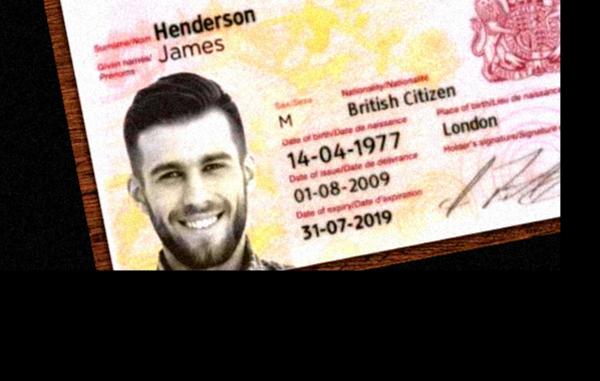 Surname/Nom Henderson
Given names/ Prénoms James
Sex/Sexe Nationality/Nationalité
M British Citizen
Date of birth/Date de naissance Place of birth/Lieu de naissance
14-04-1977 London
Date of issue/Date de délivrance Holder's signature/Signature
01-08-2009
Date of expiry/Date d'expiration
31-07-2019